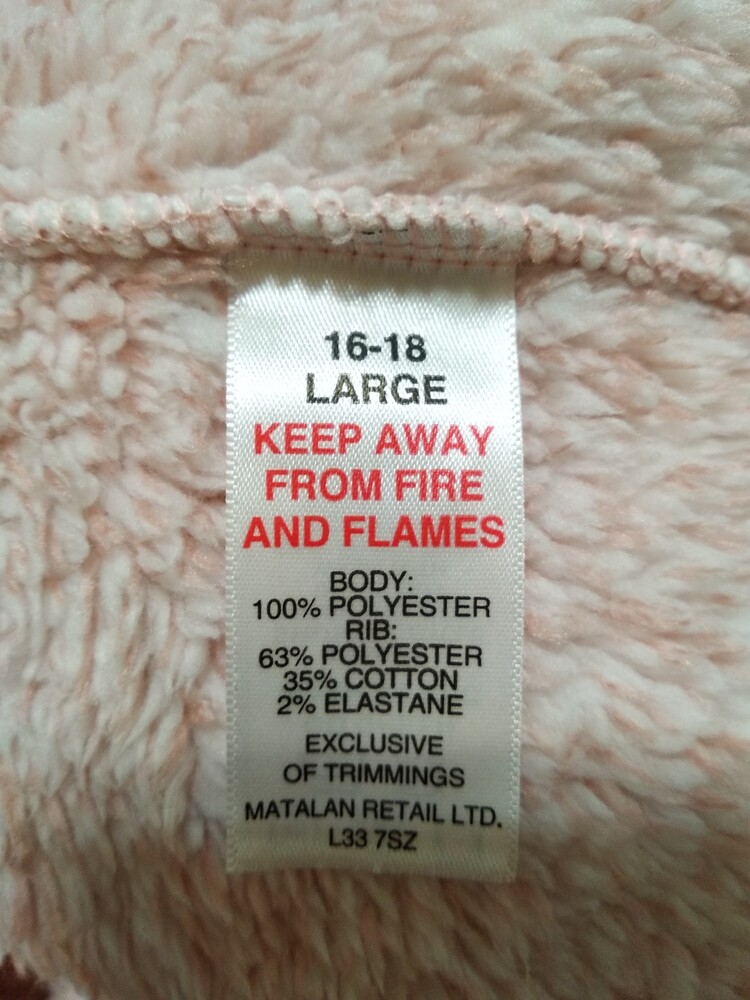 16-18
LARGE
KEEP AWAY
FROM FIRE
AND FLAMES
BODY:
100% POLYESTER
RIB:
63% POLYESTER
35% COTTON
2% ELASTANE
EXCLUSIVE
OF TRIMMINGS
MATALAN RETAIL LTD.
L33 7SZ